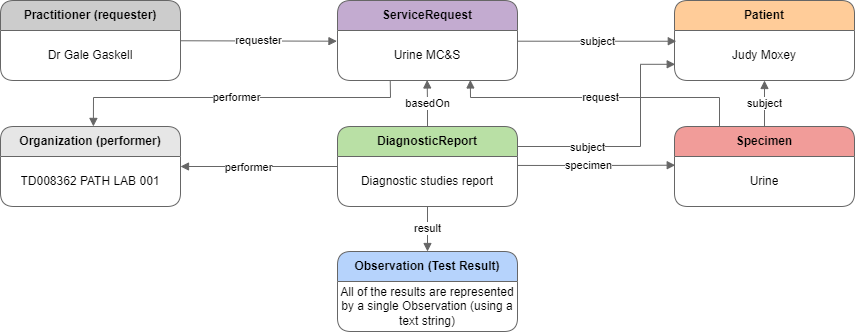 Practitioner (requester)
Dr Gale Gaskell
requester
ServiceRequest
Urine MC&S
subject
Patient
Judy Moxey
performer
basedOn
request
subject
Organization (performer)
TD008362 PATH LAB 001
performer
DiagnosticReport
Diagnostic studies report
subject
specimen
Specimen
Urine
result
Observation (Test Result)
All of the results are represented
by a single Observation (using a
text string)